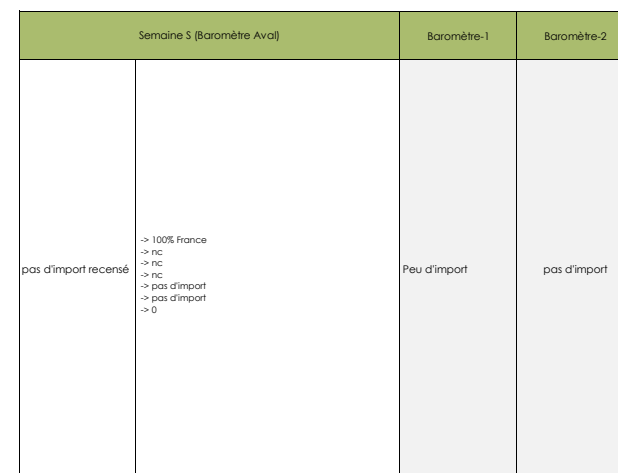 Semaine S (Baromètre Aval)
Baromètre-1
Baromètre-2
pas d'import recensé
-> 100% France
-> nc
-> nc
-> nc
-> pas d'import
-> pas d'import
-> 0
Peu d'import
pas d'import